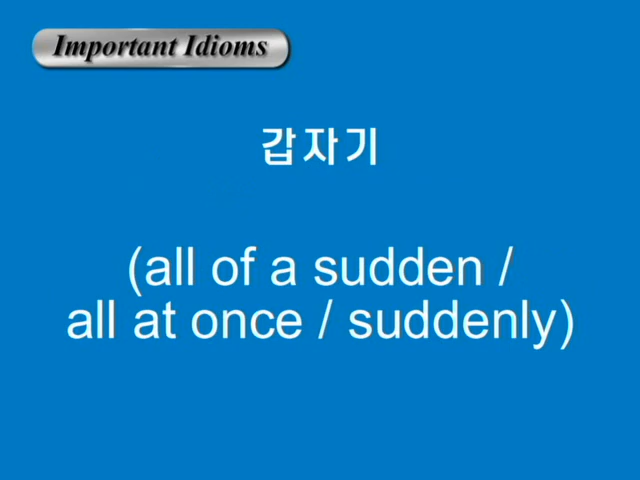 Important Idioms
갑자기
(all of a sudden /
all at once / suddenly)